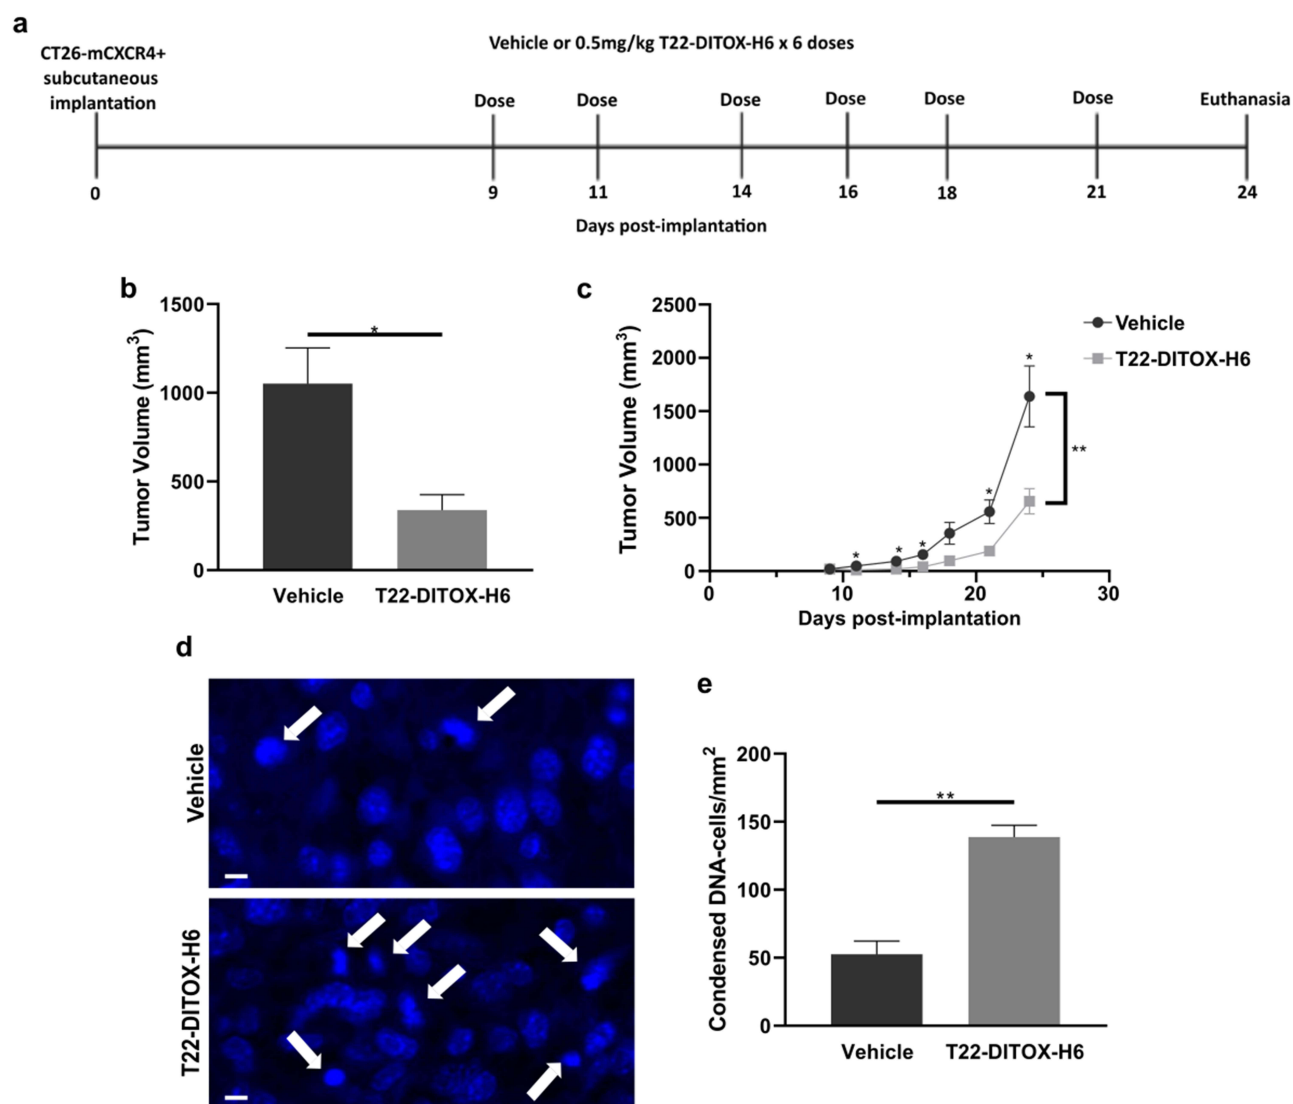 a
CT26-mCXCR4+
subcutaneous
implantation
Vehicle or 0.5mg/kg T22-DITOX-H6 x 6 doses
Dose Dose Dose Dose Dose Dose Euthanasia
0 9 11 14 16 18 21 24
Days post-implantation
b
Tumor Volume (mm3)
1500
1000
500
0
*
Vehicle T22-DITOX-H6
c
Tumor Volume (mm3)
2500
2000
1500
1000
500
0
* * * * *
**
Vehicle
T22-DITOX-H6
0 10 20 30
Days post-implantation
d
Vehicle
T22-DITOX-H6
e
Condensed DNA-cells/mm2
200
150
100
50
0
**
Vehicle T22-DITOX-H6